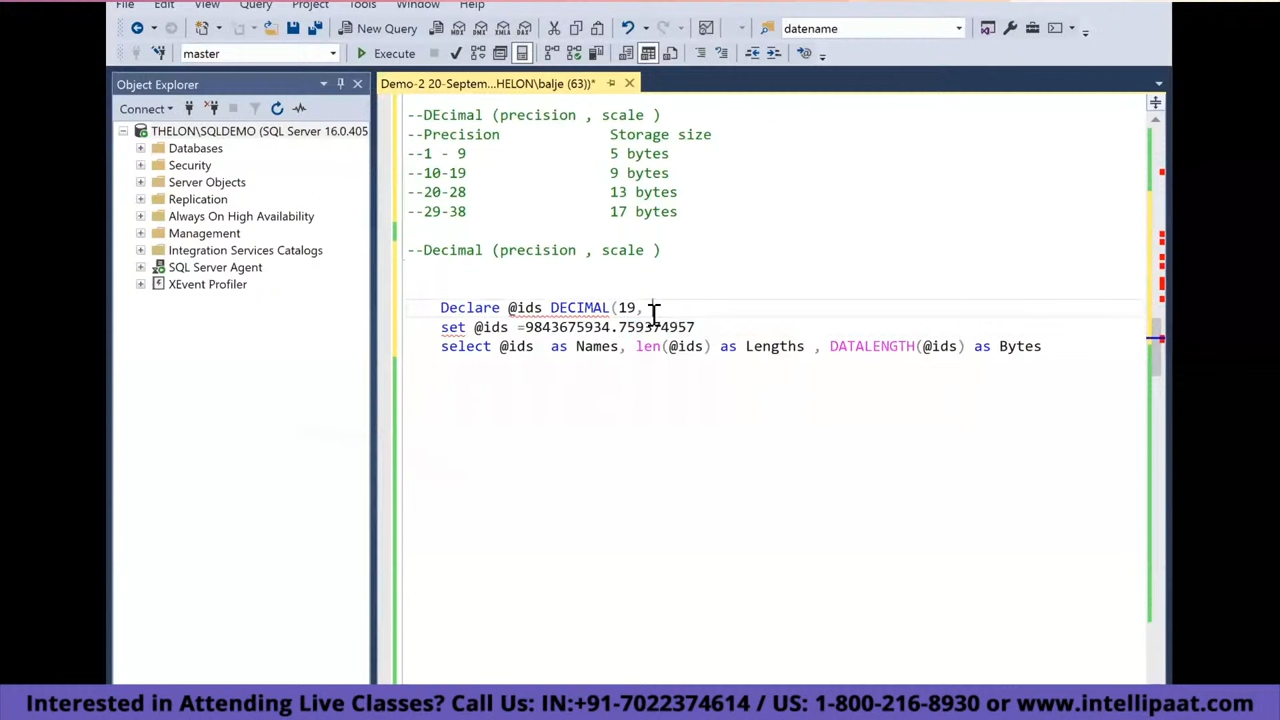 File Edit View Query Project Tools Window Help
New Query
datename
master
Execute
Object Explorer
Demo-2 20-Septem...HELON\balje (63))*
Connect
THELON\SQLDEMO (SQL Server 16.0.405
Databases
Security
Server Objects
Replication
Always On High Availability
Management
Integration Services Catalogs
SQL Server Agent
XEvent Profiler
--DEcimal (precision , scale )
--Precision Storage size
--1 - 9 5 bytes
--10-19 9 bytes
--20-28 13 bytes
--29-38 17 bytes
--Decimal (precision , scale )
Declare @ids DECIMAL(19,
set @ids =9843675934.759374957
select @ids as Names, len(@ids) as Lengths , DATALENGTH(@ids) as Bytes
Interested in Attending Live Classes? Call Us: IN:+91-7022374614 / US: 1-800-216-8930 or www.intellipaat.com